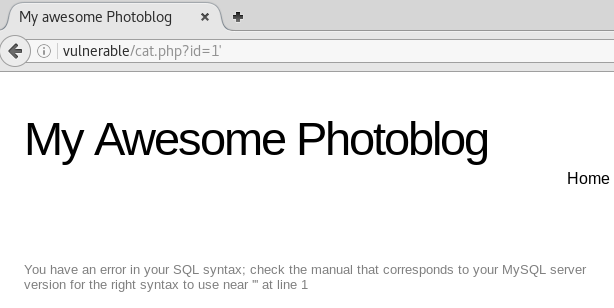 My awesome Photoblog
vulnerable/cat.php?id=1'
My Awesome Photoblog
Home
You have an error in your SQL syntax; check the manual that corresponds to your MySQL server
version for the right syntax to use near ''' at line 1